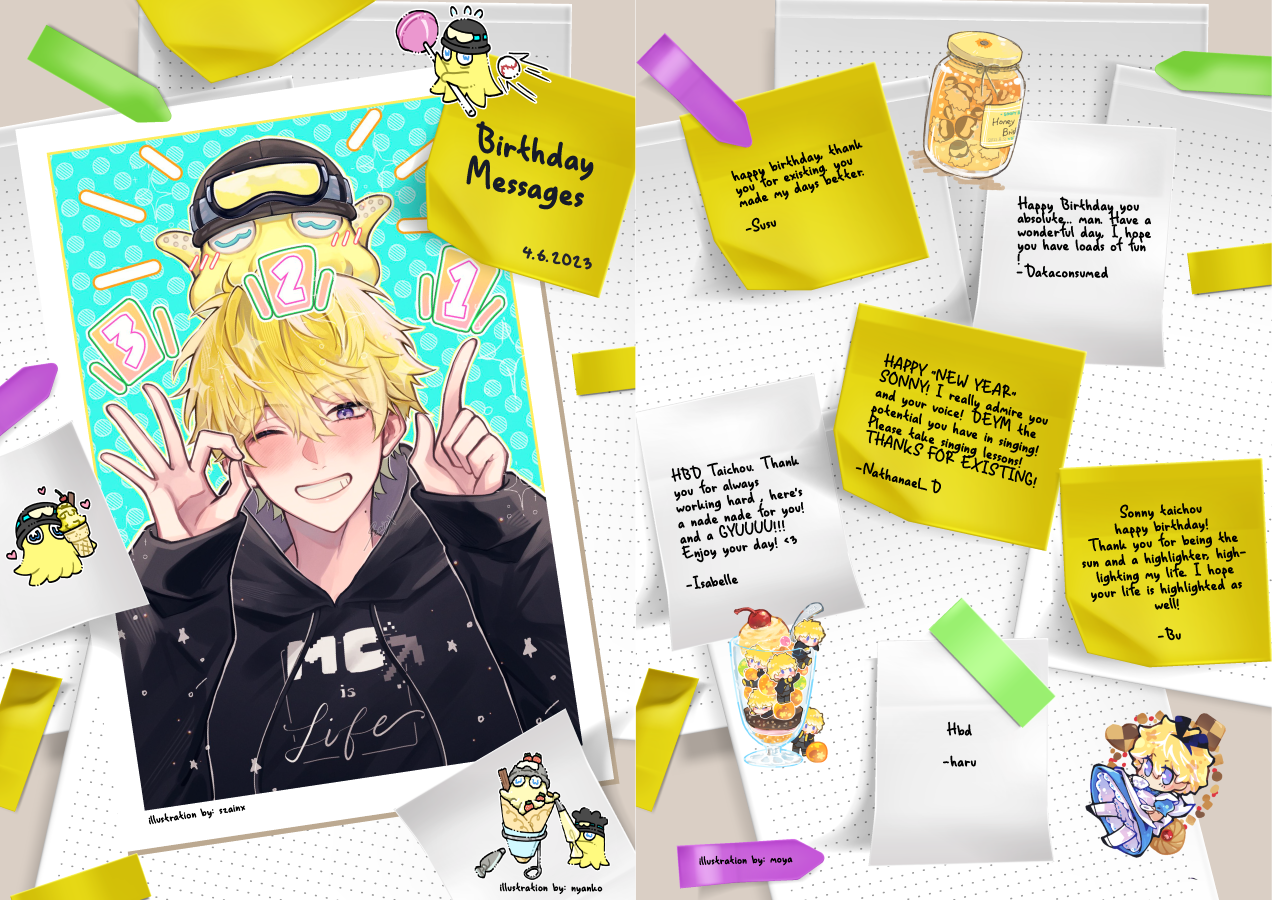 Birthday
Messages
4.6.2023
3
2
1
MC
is
Life
illustration by: szainx
illustration by: nyanko
happy birthday, thank
you for existing. you
made my days better.
-Susu
Honey
Happy Birthday you
absolute... man. Have a
wonderful day, I hope
you have loads of fun
!
-Dataconsumed
HAPPY "NEW YEAR"
SONNY! I really admire you
and your voice! DEYM the
potential you have in singing!
Please take singing lessons!
THANKS FOR EXISTING!
-NathanaeL D
HBD Taichou. Thank
you for always
working hard , here's
a nade nade for you!
and a GYUUUU!!!
Enjoy your day! <3
-Isabelle
Sonny taichou
happy birthday!
Thank you for being the
sun and a highlighter, high-
lighting my life. I hope
your life is highlighted as
well!
-Bu
Hbd
-haru
illustration by: moya